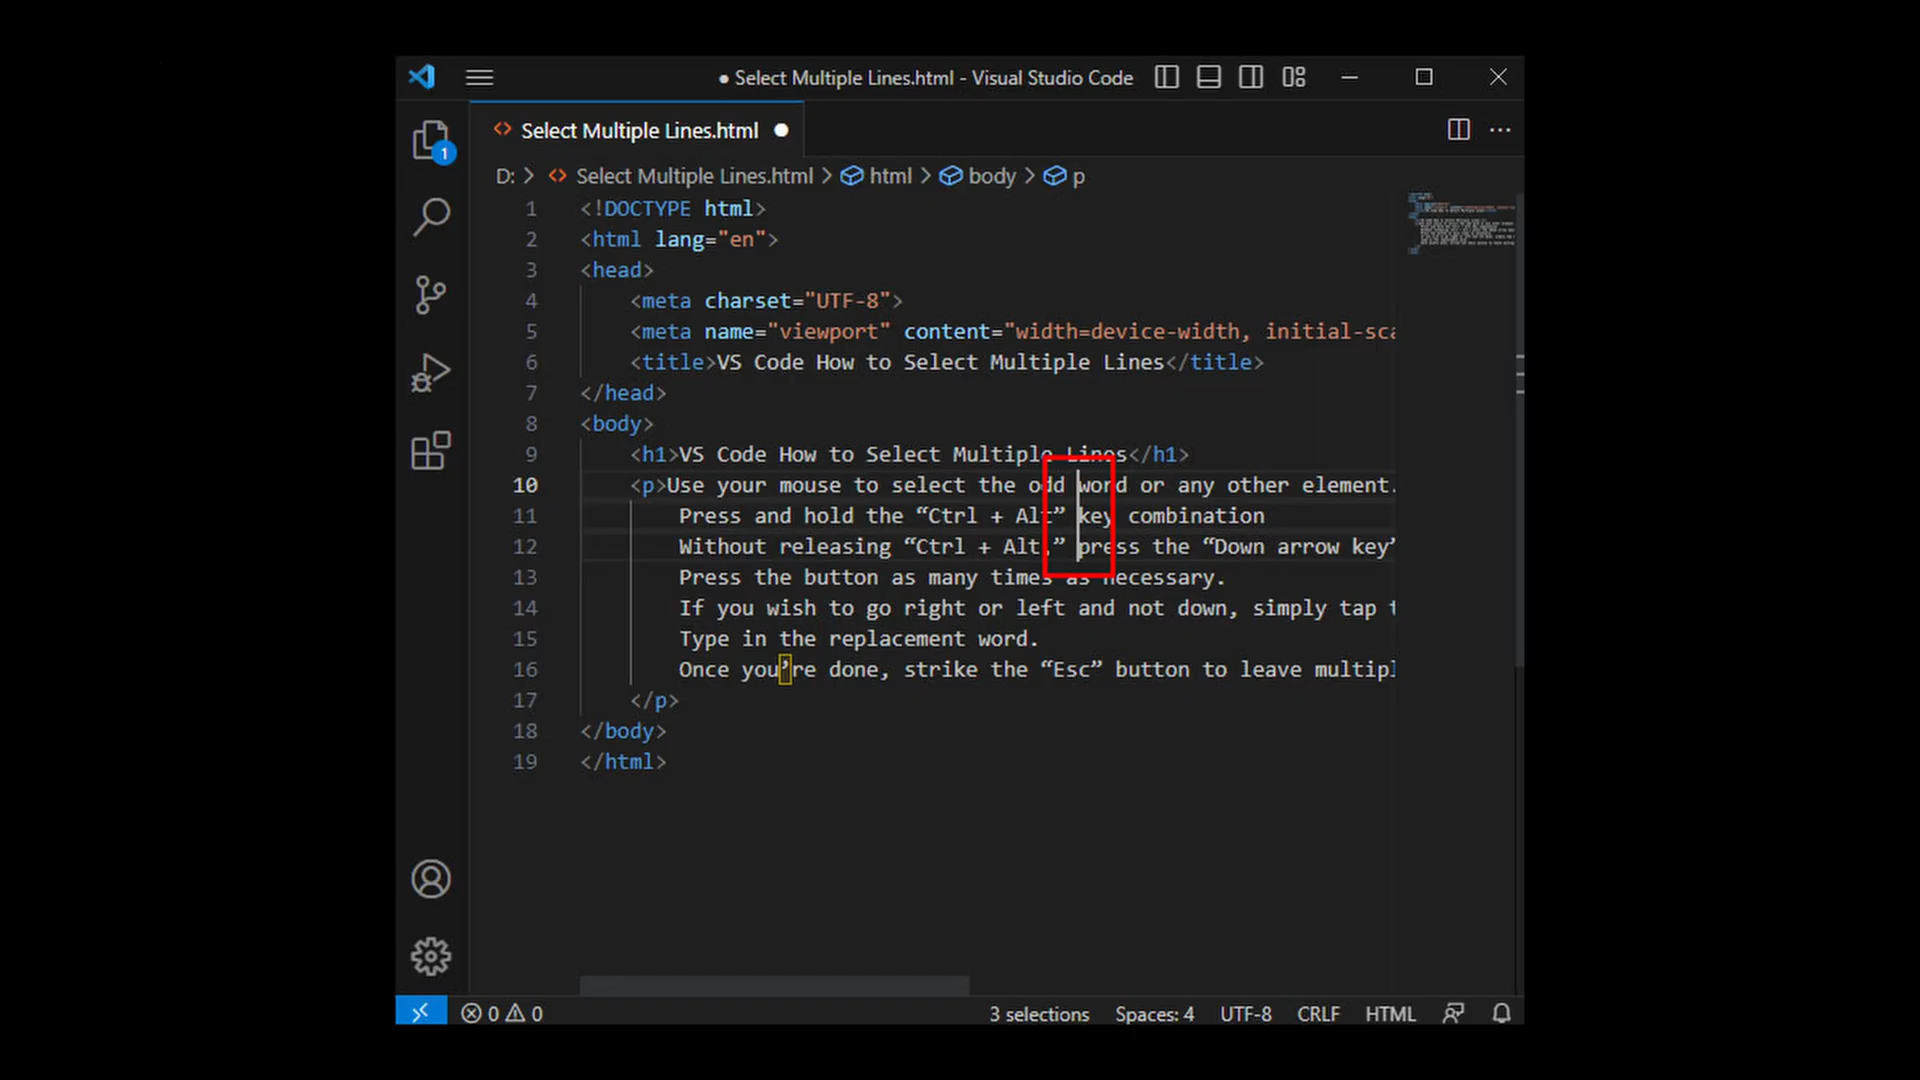 ● Select Multiple Lines.html - Visual Studio Code
Select Multiple Lines.html
1
D: > Select Multiple Lines.html > html > body > p
1 <!DOCTYPE html>
2 <html lang="en">
3 <head>
4 <meta charset="UTF-8">
5 <meta name="viewport" content="width=device-width, initial-sca
6 <title>VS Code How to Select Multiple Lines</title>
7 </head>
8 <body>
9 <h1>VS Code How to Select Multiple Lines</h1>
10 <p>Use your mouse to select the odd word or any other element.
11 Press and hold the “Ctrl + Alt” key combination
12 Without releasing “Ctrl + Alt,” press the “Down arrow key”
13 Press the button as many times as necessary.
14 If you wish to go right or left and not down, simply tap t
15 Type in the replacement word.
16 Once you’re done, strike the “Esc” button to leave multipl
17 </p>
18 </body>
19 </html>
0 0 3 selections Spaces: 4 UTF-8 CRLF HTML